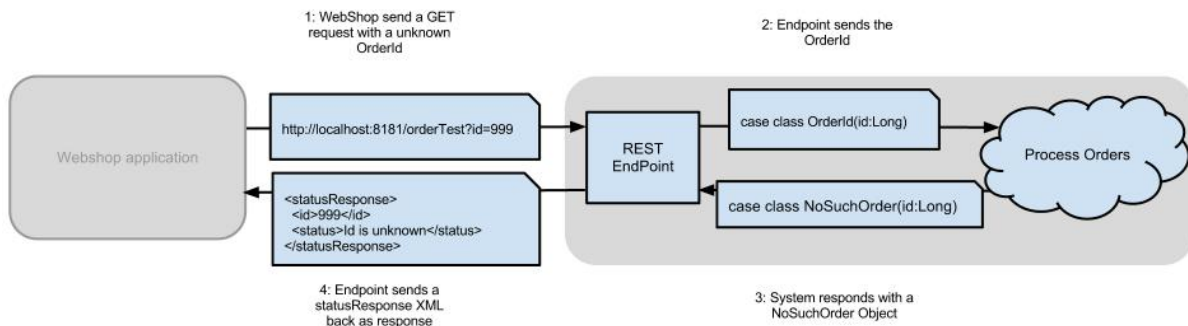 1: WebShop send a GET
request with a unknown
OrderId
2: Endpoint sends the
OrderId
Webshop application
http://localhost:8181/orderTest?id=999
REST
EndPoint
case class OrderId(id:Long)
Process Orders
<statusResponse>
<id>999</id>
<status>Id is unknown</status>
</statusResponse>
case class NoSuchOrder(id:Long)
4: Endpoint sends a
statusResponse XML
back as response
3: System responds with a
NoSuchOrder Object